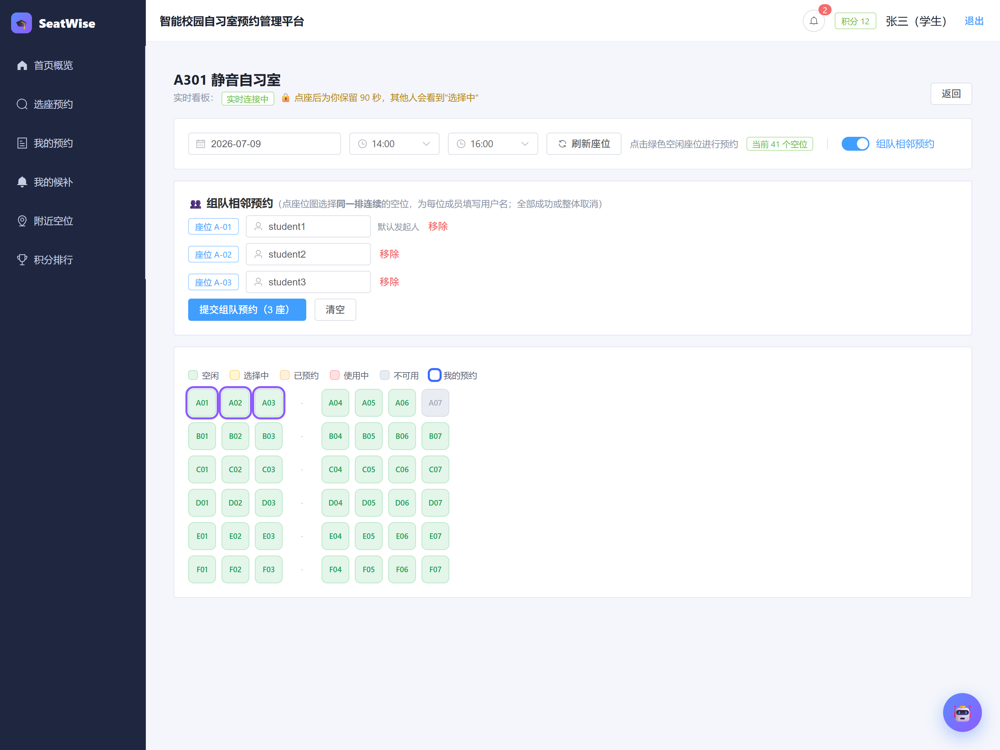 SeatWise
首页概览
选座预约
我的预约
我的候补
附近空位
积分排行
智能校园自习室预约管理平台
2
积分 12
张三（学生）
退出
A301 静音自习室
实时看板：
实时连接中
点座后为你保留 90 秒，其他人会看到"选择中"
返回
2026-07-09
14:00
16:00
刷新座位
点击绿色空闲座位进行预约
当前 41 个空位
组队相邻预约
组队相邻预约（点座位图选择同一排连续的空位，为每位成员填写用户名；全部成功或整体取消）
座位 A-01 student1 默认发起人 移除
座位 A-02 student2 移除
座位 A-03 student3 移除
提交组队预约（3 座） 清空
空闲 选择中 已预约 使用中 不可用 我的预约
A01 A02 A03 · A04 A05 A06 A07
B01 B02 B03 · B04 B05 B06 B07
C01 C02 C03 · C04 C05 C06 C07
D01 D02 D03 · D04 D05 D06 D07
E01 E02 E03 · E04 E05 E06 E07
F01 F02 F03 · F04 F05 F06 F07